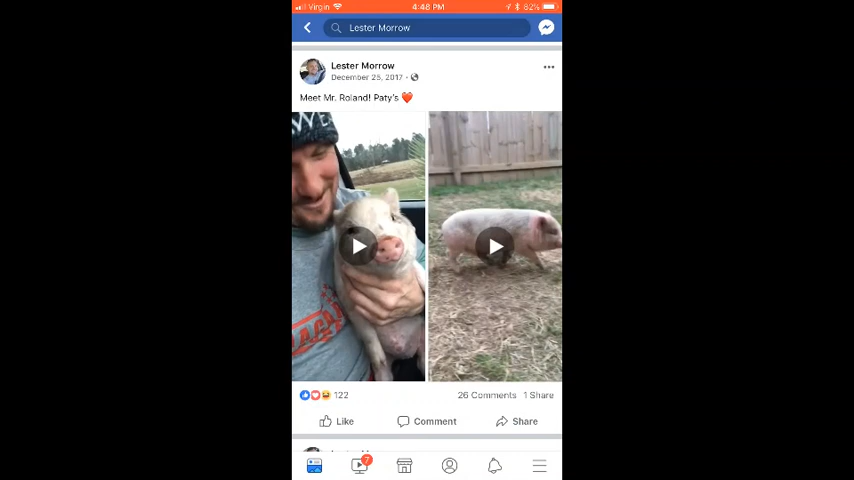 Virgin
4:48 PM
82%
Lester Morrow
Lester Morrow
December 25, 2017
Meet Mr. Roland! Paty's
122
26 Comments 1 Share
Like
Comment
Share
7